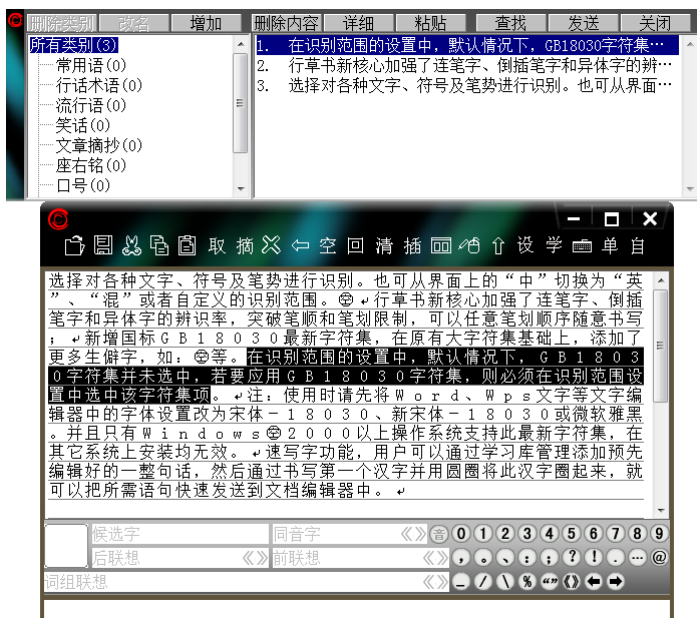 删除类别 改名 增加 删除内容 详细 粘贴 查找 发送 关闭
所有类别(3)
常用语(0)
行话术语(0)
流行语(0)
笑话(0)
文章摘抄(0)
座右铭(0)
口号(0)
1. 在识别范围的设置中，默认情况下，GB18030字符集…
2. 行草书新核心加强了连笔字、倒插笔字和异体字的辨…
3. 选择对各种文字、符号及笔势进行识别。也可从界面…
取 摘 空 回 清 插 设 学 单 自
选择对各种文字、符号及笔势进行识别。也可从界面上的“中”切换为“英
”、“混”或者自定义的识别范围。↵行草书新核心加强了连笔字、倒插
笔字和异体字的辨识率，突破笔顺和笔划限制，可以任意笔划顺序随意书写
；↵新增国标ＧＢ１８０３０最新字符集，在原有大字符集基础上，添加了
更多生僻字，如：等。在识别范围的设置中，默认情况下，ＧＢ１８０３
０字符集并未选中，若要应用ＧＢ１８０３０字符集，则必须在识别范围设
置中选中该字符集项。↵注：使用时请先将Ｗｏｒｄ、Ｗｐｓ文字等文字编
辑器中的字体设置改为宋体－１８０３０、新宋体－１８０３０或微软雅黑
。并且只有Ｗｉｎｄｏｗｓ２０００以上操作系统支持此最新字符集，在
其它系统上安装均无效。↵速写字功能，用户可以通过学习库管理添加预先
编辑好的一整句话，然后通过书写第一个汉字并用圆圈将此汉字圈起来，就
可以把所需语句快速发送到文档编辑器中。↵
候选字 同音字 《》 音 0 1 2 3 4 5 6 7 8 9
后联想 《》 前联想 《》 ， 。 、 ： ； ？ ！ . … @
词组联想 《》 _ / \ % “” 《》 ← →